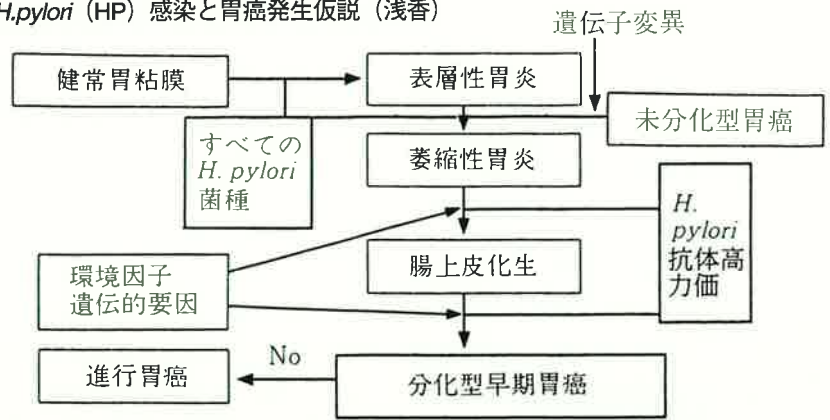 H.pylori（HP）感染と胃癌発生仮説（浅香）
遺伝子変異
健常胃粘膜
表層性胃炎
未分化型胃癌
すべての
H. pylori
菌種
萎縮性胃炎
H.
pylori
抗体高
力価
腸上皮化生
環境因子
遺伝的要因
進行胃癌
No
分化型早期胃癌